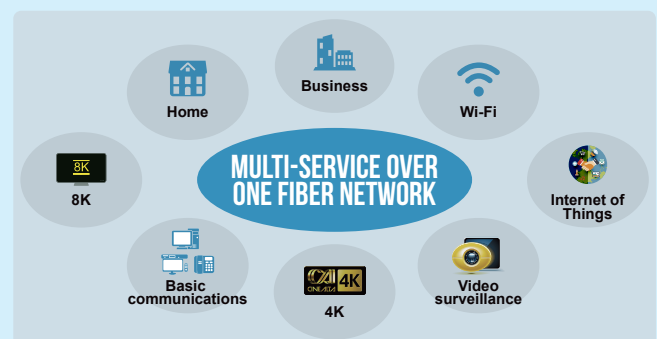 Business
Home
Wi-Fi
MULTI-SERVICE OVER
ONE FIBER NETWORK
8K
8K
Internet of
Things
Basic
communications
4K
4K
Video
surveillance